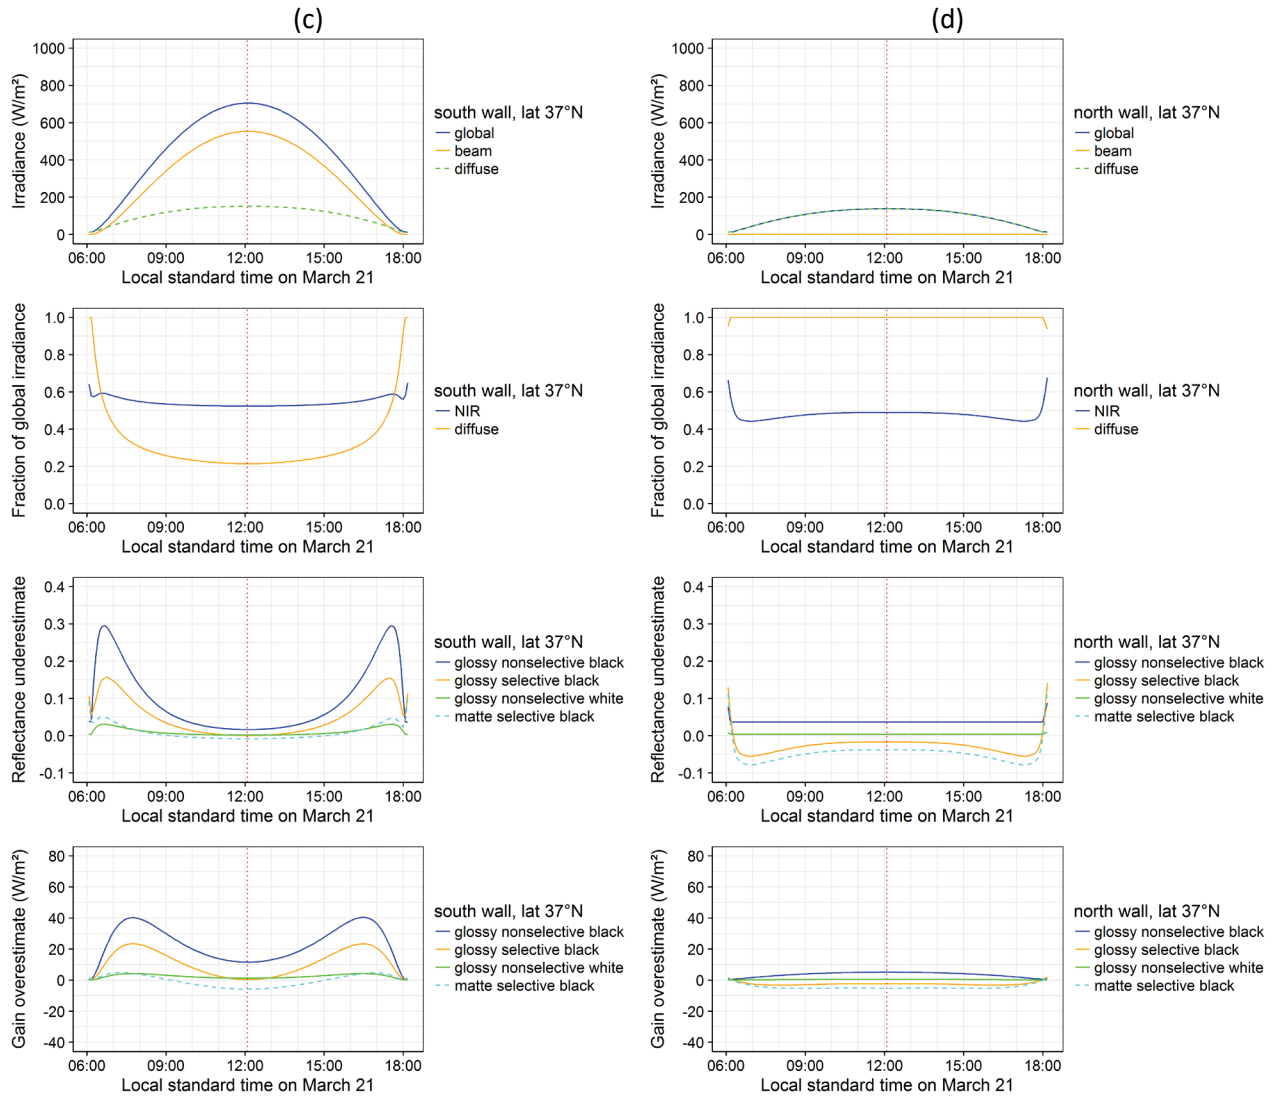 (c)
Irradiance (W/m²)
1000
800
600
400
200
0
06:00 09:00 12:00 15:00 18:00
Local standard time on March 21
south wall, lat 37°N
global
beam
diffuse
(d)
Irradiance (W/m²)
1000
800
600
400
200
0
06:00 09:00 12:00 15:00 18:00
Local standard time on March 21
north wall, lat 37°N
global
beam
diffuse
Fraction of global irradiance
1.0
0.8
0.6
0.4
0.2
0.0
06:00 09:00 12:00 15:00 18:00
Local standard time on March 21
south wall, lat 37°N
NIR
diffuse
Fraction of global irradiance
1.0
0.8
0.6
0.4
0.2
0.0
06:00 09:00 12:00 15:00 18:00
Local standard time on March 21
north wall, lat 37°N
NIR
diffuse
Reflectance underestimate
0.4
0.3
0.2
0.1
0.0
-0.1
06:00 09:00 12:00 15:00 18:00
Local standard time on March 21
south wall, lat 37°N
glossy nonselective black
glossy selective black
glossy nonselective white
matte selective black
Reflectance underestimate
0.4
0.3
0.2
0.1
0.0
-0.1
06:00 09:00 12:00 15:00 18:00
Local standard time on March 21
north wall, lat 37°N
glossy nonselective black
glossy selective black
glossy nonselective white
matte selective black
Gain overestimate (W/m²)
80
60
40
20
0
-20
-40
06:00 09:00 12:00 15:00 18:00
Local standard time on March 21
south wall, lat 37°N
glossy nonselective black
glossy selective black
glossy nonselective white
matte selective black
Gain overestimate (W/m²)
80
60
40
20
0
-20
-40
06:00 09:00 12:00 15:00 18:00
Local standard time on March 21
north wall, lat 37°N
glossy nonselective black
glossy selective black
glossy nonselective white
matte selective black